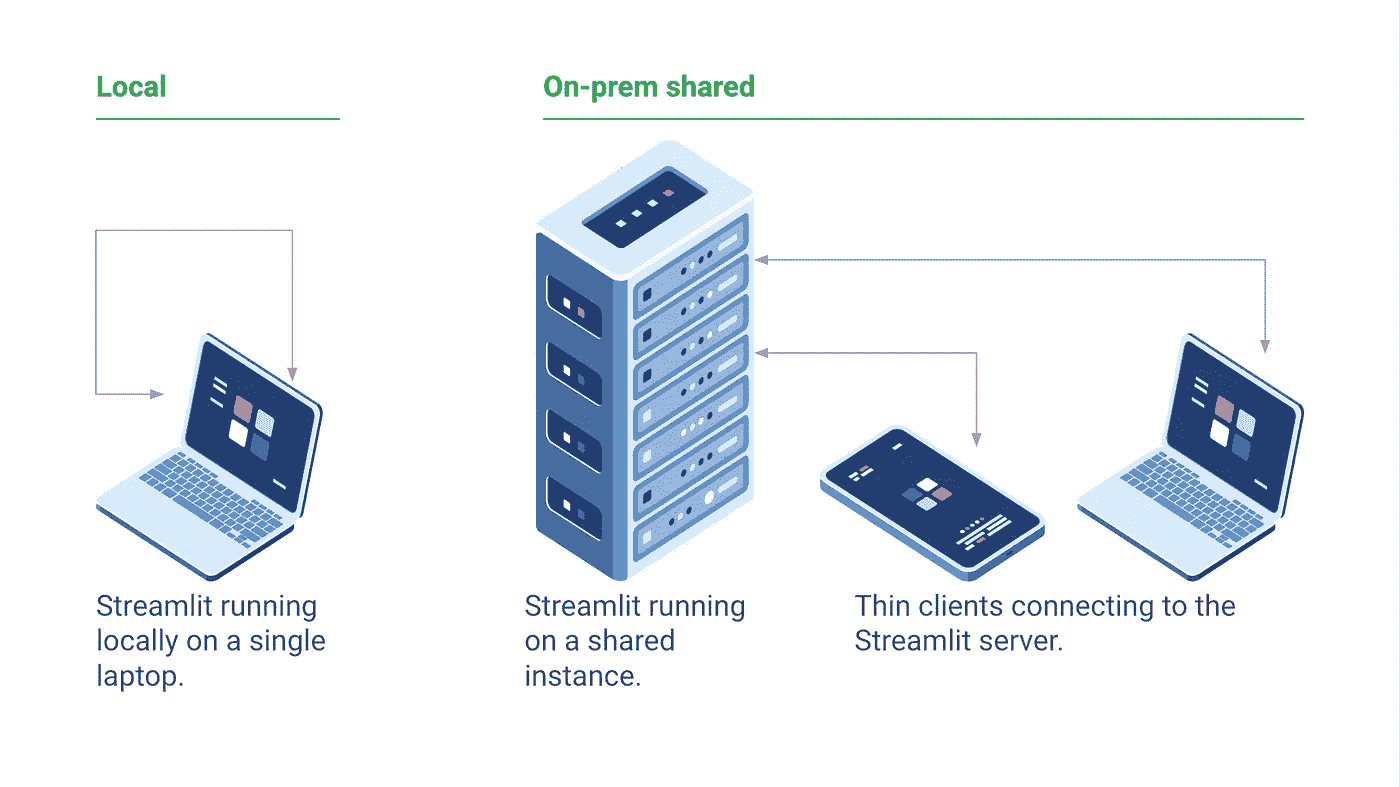 Local
On-prem shared
Streamlit running
locally on a single
laptop.
Streamlit running
on a shared
instance.
Thin clients connecting to the
Streamlit server.